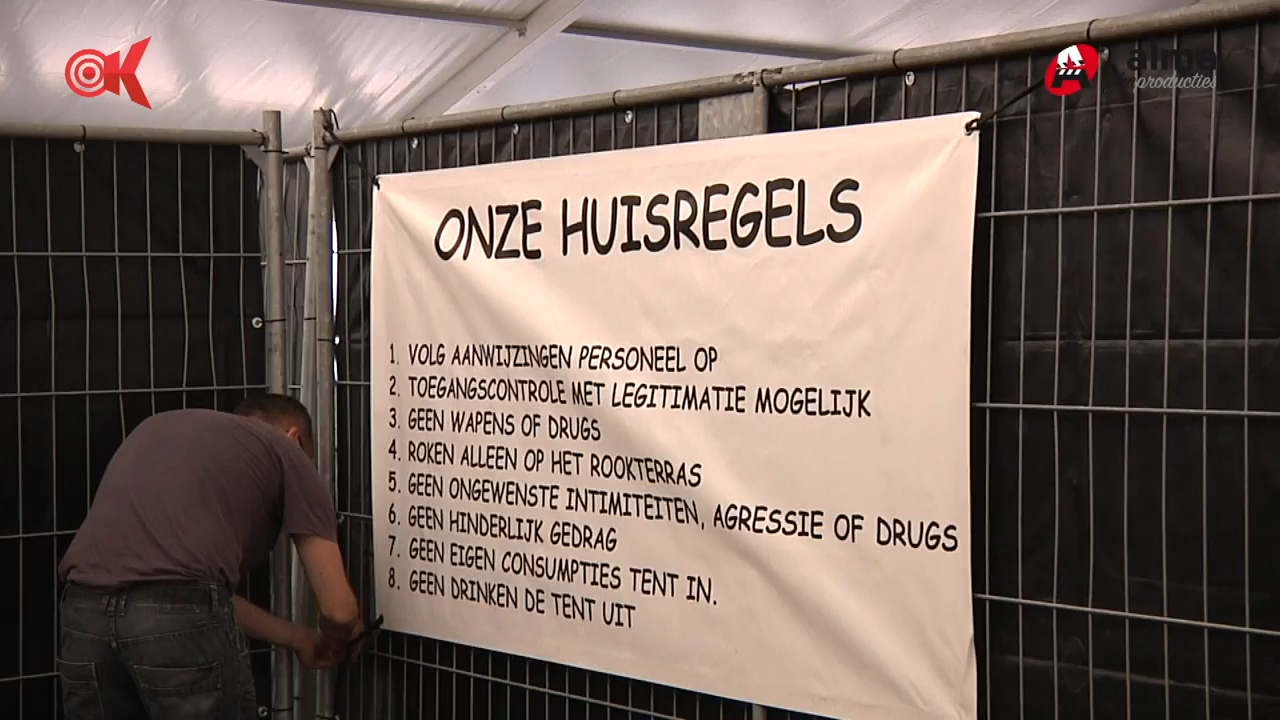 OK
alma
producties
ONZE HUISREGELS
1. VOLG AANWIJZINGEN PERSONEEL OP
2. TOEGANGSCONTROLE MET LEGITIMATIE MOGELIJK
3. GEEN WAPENS OF DRUGS
4. ROKEN ALLEEN OP HET ROOKTERRAS
5. GEEN ONGEWENSTE INTIMITEITEN, AGRESSIE OF DRUGS
6. GEEN HINDERLIJK GEDRAG
7. GEEN EIGEN CONSUMPTIES TENT IN.
8. GEEN DRINKEN DE TENT UIT